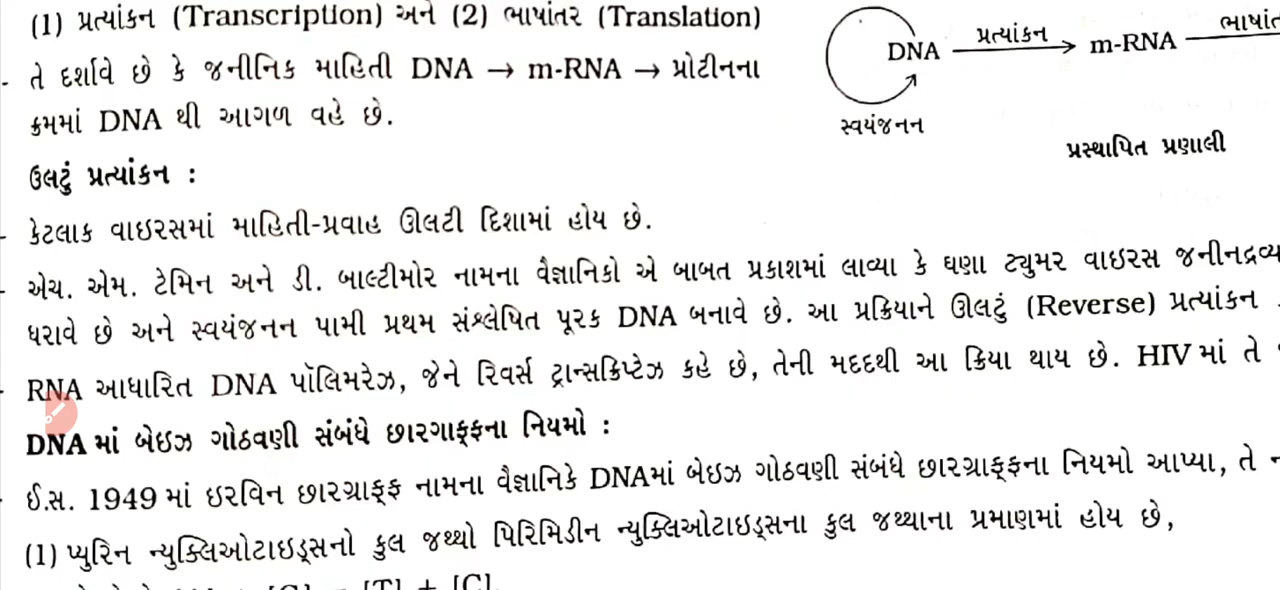 (1) પ્રત્યાંકન (Transcription) અને (2) ભાષાંતર (Translation)
- તે દર્શાવે છે કે જનીનિક માહિતી DNA → m-RNA → પ્રોટીનના
ક્રમમાં DNA થી આગળ વહે છે.
DNA પ્રત્યાંકન → m-RNA
સ્વયંજનન
પ્રસ્થાપિત પ્રણાલી
ઉલટું પ્રત્યાંકન :
- કેટલાક વાઇરસમાં માહિતી-પ્રવાહ ઊલટી દિશામાં હોય છે.
- એચ. એમ. ટેમિન અને ડી. બાલ્ટીમોર નામના વૈજ્ઞાનિકો એ બાબત પ્રકાશમાં લાવ્યા કે ઘણા ટ્યુમર વાઇરસ જનીનદ્રવ્ય
ધરાવે છે અને સ્વયંજનન પામી પ્રથમ સંશ્લેષિત પૂરક DNA બનાવે છે. આ પ્રક્રિયાને ઊલટું (Reverse) પ્રત્યાંકન
- RNA આધારિત DNA પૉલિમરેઝ, જેને રિવર્સ ટ્રાન્સક્રિપ્ટેઝ કહે છે, તેની મદદથી આ ક્રિયા થાય છે. HIV માં તે
DNA માં બેઇઝ ગોઠવણી સંબંધે છારગાફ્ફના નિયમો :
- ઈ.સ. 1949 માં ઇરવિન છારગ્રાફ્ફ નામના વૈજ્ઞાનિકે DNAમાં બેઇઝ ગોઠવણી સંબંધે છારગ્રાફ્ફના નિયમો આપ્યા, તે
(1) પ્યુરિન ન્યુક્લિઓટાઇડ્સનો કુલ જથ્થો પિરિમિડીન ન્યુક્લિઓટાઇડ્સના કુલ જથ્થાના પ્રમાણમાં હોય છે,
[T] + [C].